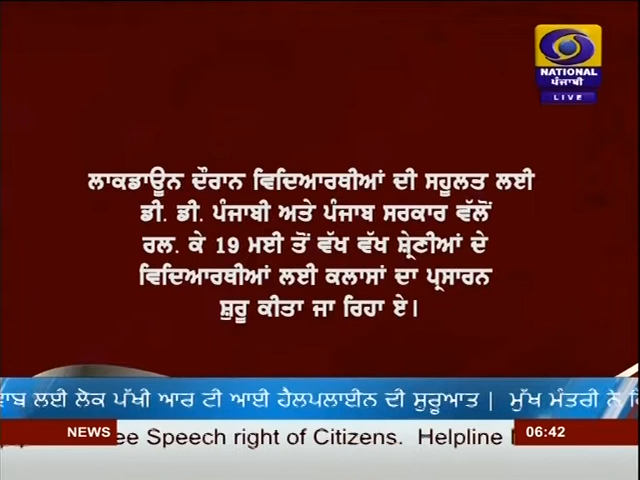 NATIONAL
ਪੰਜਾਬੀ
LIVE
ਲਾਕਡਾਊਨ ਦੌਰਾਨ ਵਿਦਿਆਰਥੀਆਂ ਦੀ ਸਹੂਲਤ ਲਈ
ਡੀ. ਡੀ. ਪੰਜਾਬੀ ਅਤੇ ਪੰਜਾਬ ਸਰਕਾਰ ਵੱਲੋਂ
ਰਲ. ਕੇ 19 ਮਈ ਤੋਂ ਵੱਖ ਵੱਖ ਸ਼੍ਰੇਣੀਆਂ ਦੇ
ਵਿਦਿਆਰਥੀਆਂ ਲਈ ਕਲਾਸਾਂ ਦਾ ਪ੍ਰਸਾਰਨ
ਸ਼ੁਰੂ ਕੀਤਾ ਜਾ ਰਿਹਾ ਏ।
ਲਈ ਲੋਕ ਪੱਖੀ ਆਰ ਟੀ ਆਈ ਹੈਲਪਲਾਈਨ ਦੀ ਸੁਰੂਆਤ | ਮੁੱਖ ਮੰਤਰੀ ਨੇ
NEWS ee Speech right of Citizens. Helpline 06:42